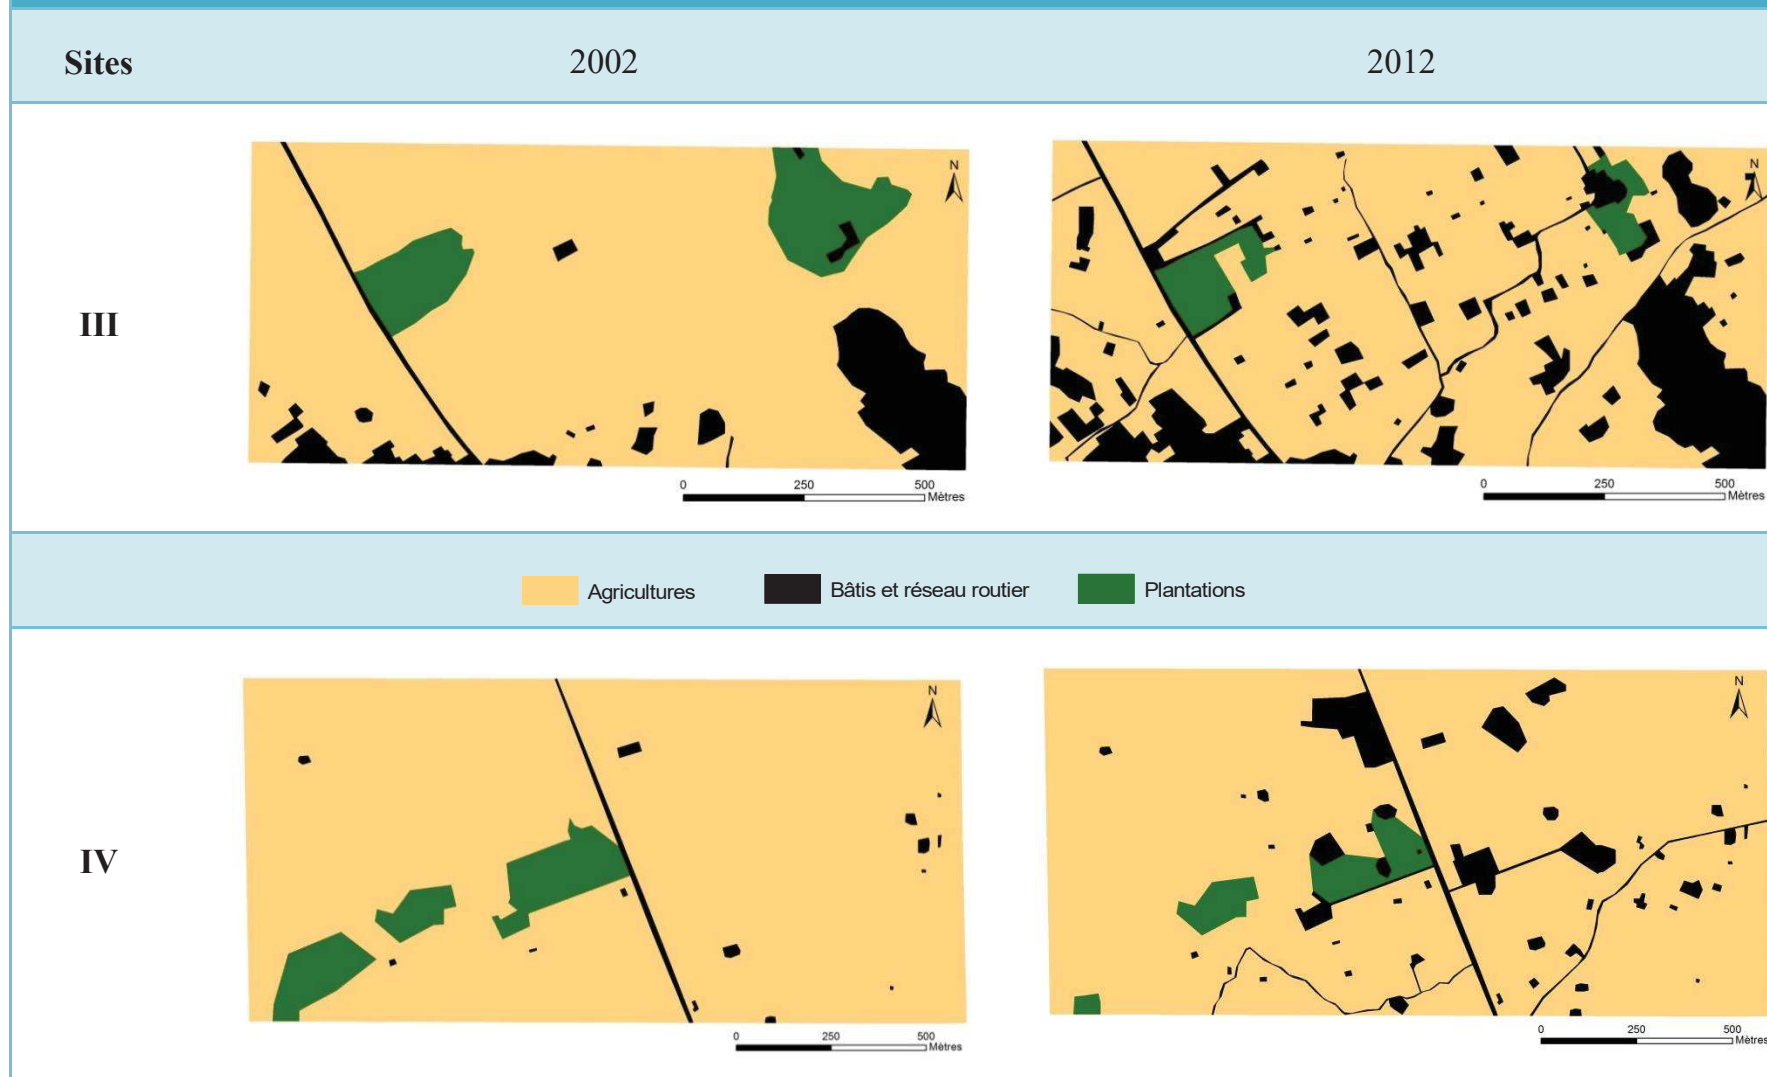 Sites 2002 2012
III
N N
0 250 500 Mètres
0 250 500 Mètres
Agricultures Bâtis et réseau routier Plantations
IV
N N
0 250 500 Mètres
0 250 500 Mètres